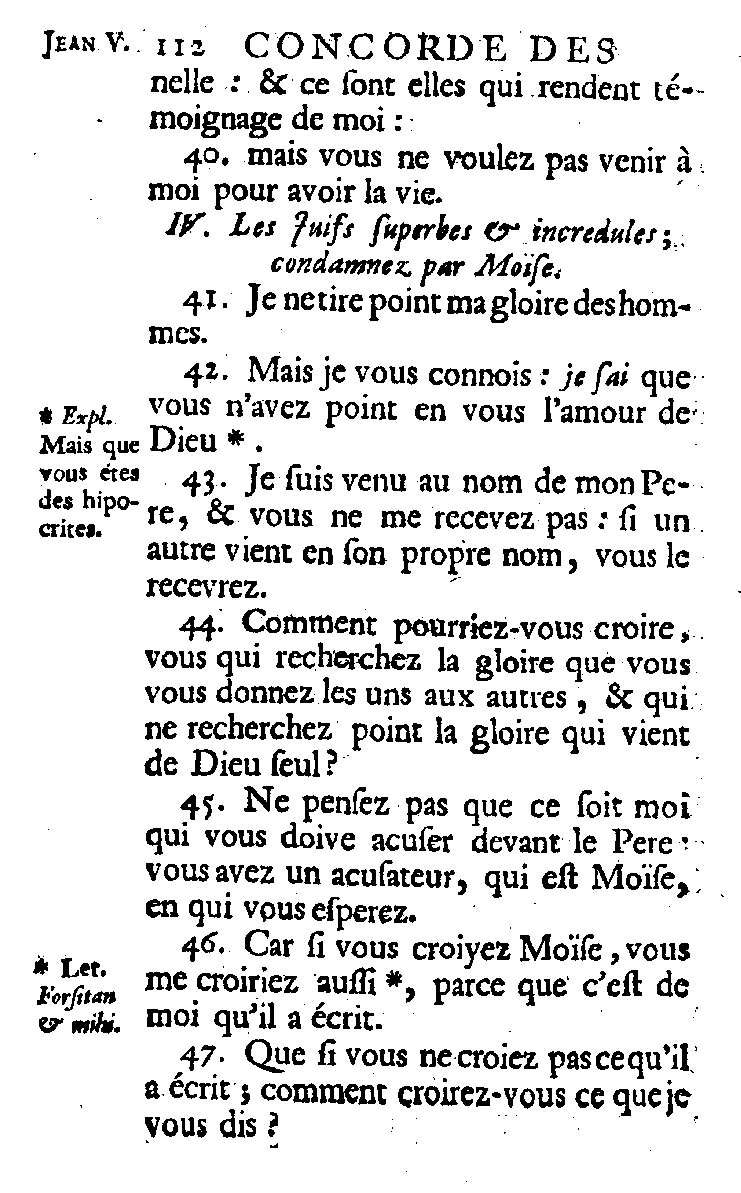 JEAN V. 112 CONCORDE DES
nelle : & ce ſont elles qui rendent té-
moignage de moi :
40. mais vous ne voulez pas venir à
moi pour avoir la vie.
IV. Les Juifs ſuperbes & incredules ;
condamnez par Moïſe.
41. Je ne tire point ma gloire des hom-
mes.
42. Mais je vous connois : je ſai que
vous n'avez point en vous l'amour de
Dieu * .
* Expl.
Mais que
vous étes
des hipo-
crites.
43. Je ſuis venu au nom de mon Pe-
re, & vous ne me recevez pas : ſi un
autre vient en ſon propre nom, vous le
recevrez.
44. Comment pourriez-vous croire,
vous qui recherchez la gloire que vous
vous donnez les uns aux autres, & qui
ne recherchez point la gloire qui vient
de Dieu ſeul ?
45. Ne penſez pas que ce ſoit moi
qui vous doive acuſer devant le Pere :
vous avez un acuſateur, qui eſt Moïſe,
en qui vous eſperez.
46. Car ſi vous croiyez Moïſe, vous
me croiriez auſſi *, parce que c'eſt de
moi qu'il a écrit.
* Let.
Forſitan
& mihi.
47. Que ſi vous ne croiez pas ce qu'il
a écrit ; comment croirez-vous ce que je
vous dis ?